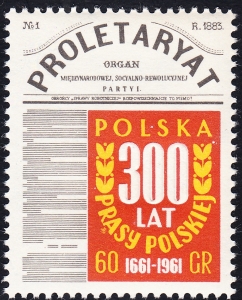 №1 R. 1883.
PROLETARYAT
ORGAN
MIĘDZYNARODOWEJ, SOCJALNO-REWOLUCYJNEJ
PARTYI.
POLSKA
300
LAT
PRASY POLSKIEJ
1661-1961
60 GR